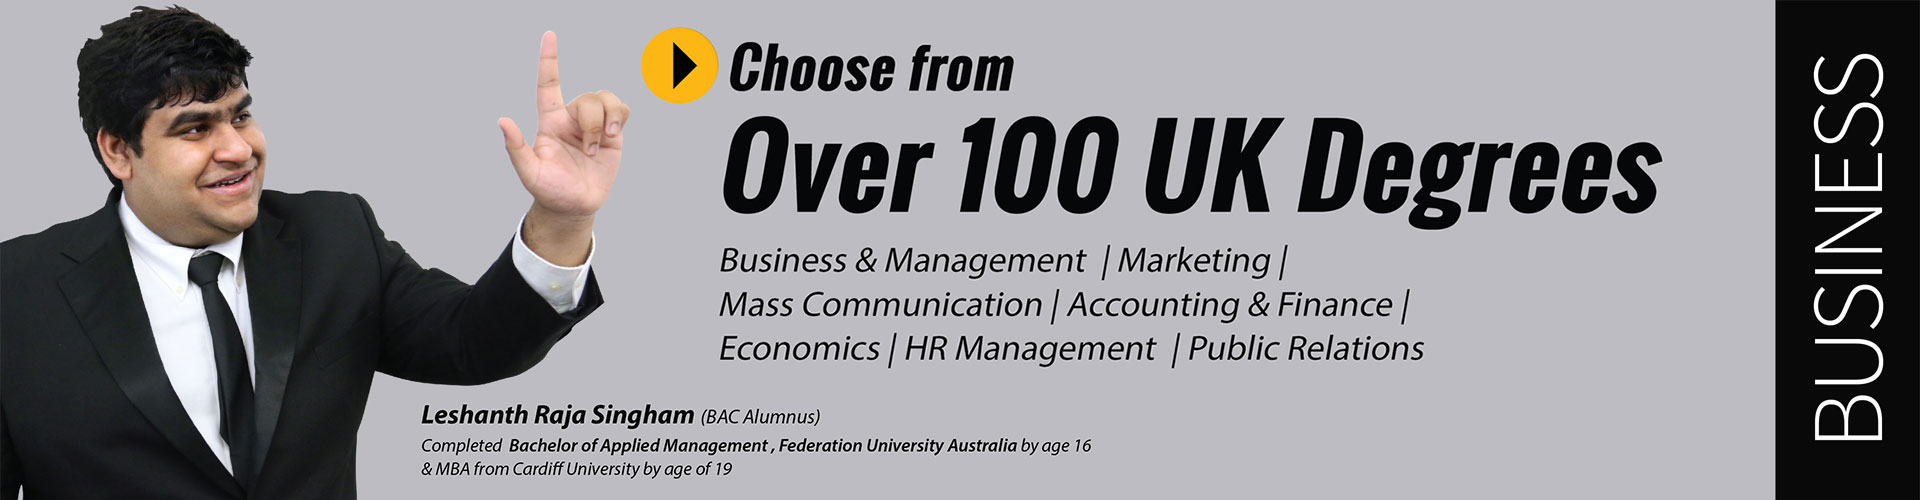 Choose from
Over 100 UK Degrees
Business & Management | Marketing |
Mass Communication | Accounting & Finance |
Economics | HR Management | Public Relations
Leshanth Raja Singham (BAC Alumnus)
Completed Bachelor of Applied Management , Federation University Australia by age 16
& MBA from Cardiff University by age of 19
BUSINESS